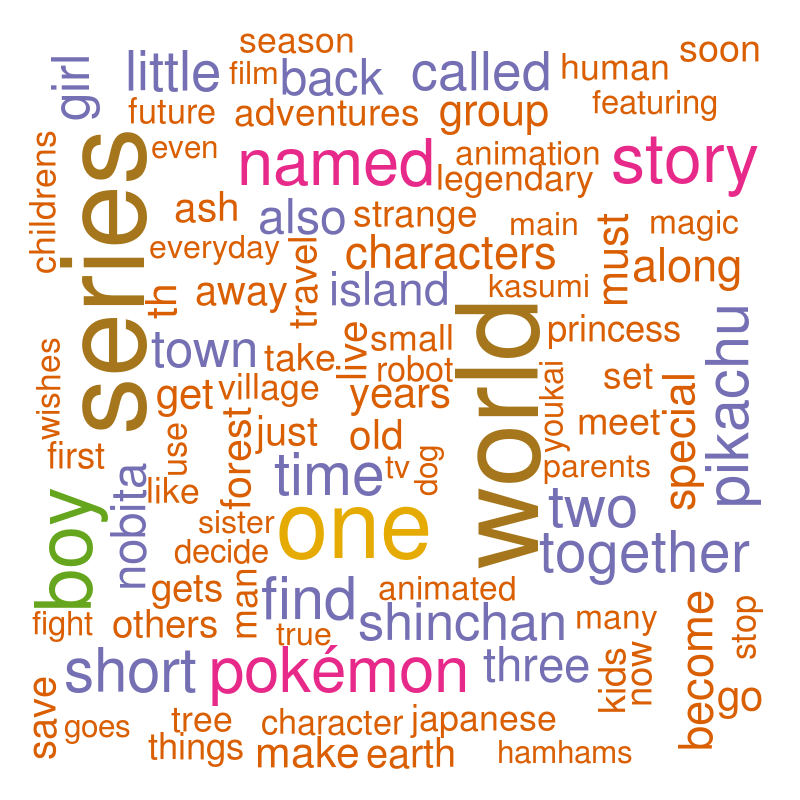 season
soon
girl
little
film
back
called
human
future
adventures
group
featuring
childrens
series
even
named
animation
legendary
story
ash
also
strange
main
magic
everyday
travel
characters
must
along
th
away
island
kasumi
world
princess
pikachu
wishes
town
take
live
small
robot
youkai
set
special
get
village
years
meet
first
use
forest
just
old
parents
boy
nobita
like
time
tv
dog
two
sister
one
together
decide
gets
man
find
animated
fight
others
true
shinchan
many
become
stop
short
pokémon
three
kids
now
go
save
goes
tree
character
japanese
things
make
earth
hamhams